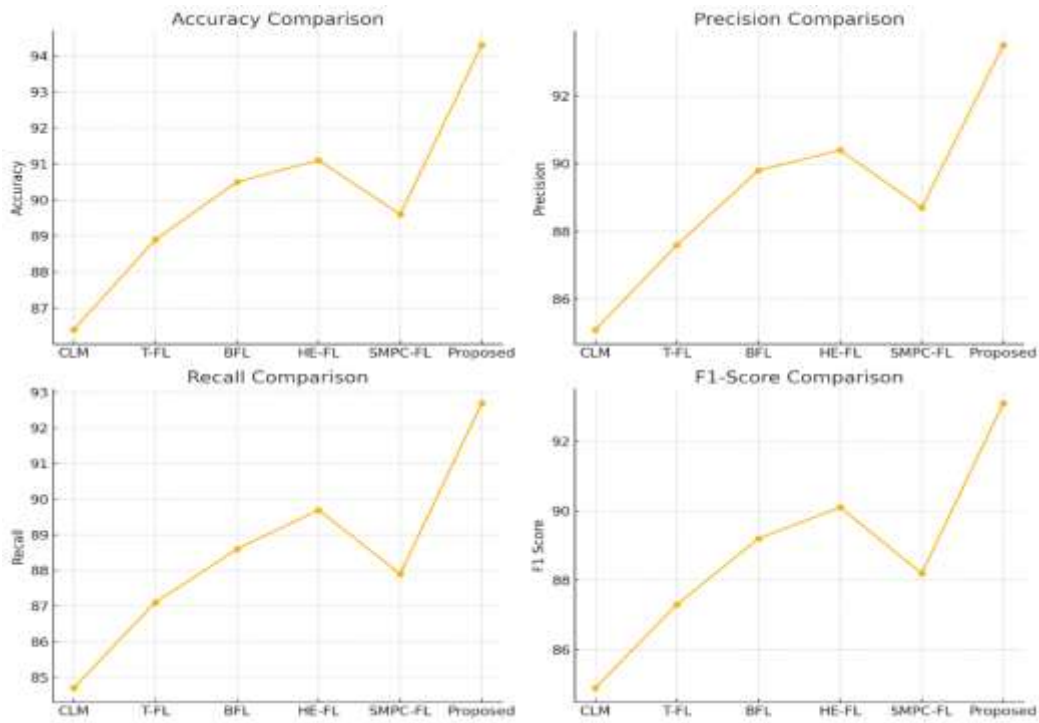 Accuracy Comparison
Accuracy
94
93
92
91
90
89
88
87
CLM T-FL BFL HE-FL SMPC-FL Proposed
Precision Comparison
Precision
92
90
88
86
CLM T-FL BFL HE-FL SMPC-FL Proposed
Recall Comparison
Recall
93
92
91
90
89
88
87
86
85
CLM T-FL BFL HE-FL SMPC-FL Proposed
F1-Score Comparison
F1 Score
92
90
88
86
CLM T-FL BFL HE-FL SMPC-FL Proposed